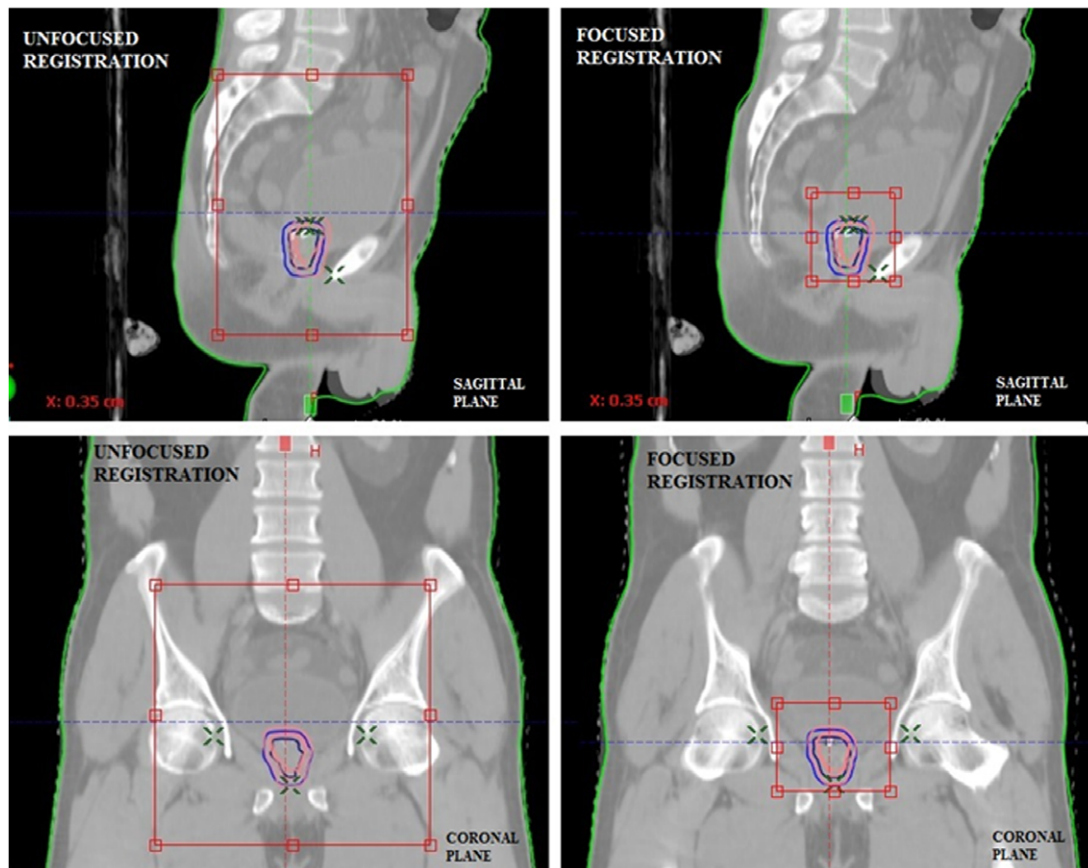 UNFOCUSED
REGISTRATION
SAGITTAL
PLANE
X: 0.35 cm
FOCUSED
REGISTRATION
SAGITTAL
PLANE
X: 0.35 cm
UNFOCUSED
REGISTRATION
H
CORONAL
PLANE
FOCUSED
REGISTRATION
H
CORONAL
PLANE